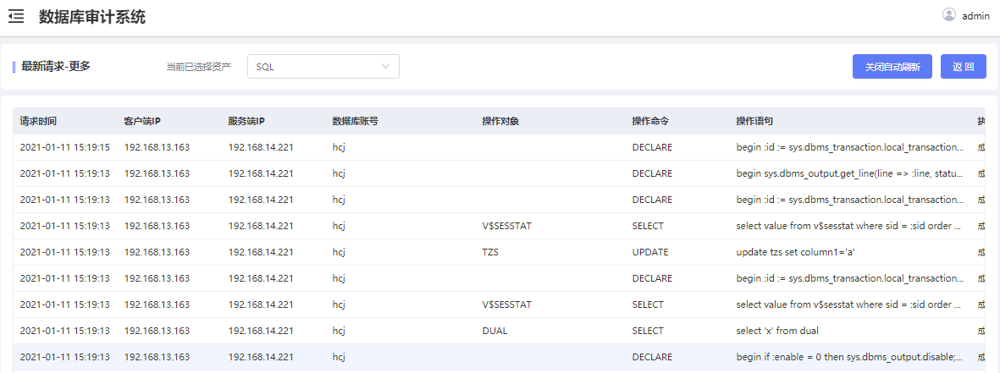 数据库审计系统 admin
最新请求-更多 当前已选择资产 SQL 关闭自动刷新 返 回
请求时间 客户端IP 服务端IP 数据库账号 操作对象 操作命令 操作语句
2021-01-11 15:19:15 192.168.13.163 192.168.14.221 hcj DECLARE begin :id := sys.dbms_transaction.local_transaction...
2021-01-11 15:19:13 192.168.13.163 192.168.14.221 hcj DECLARE begin sys.dbms_output.get_line(line => :line, statu...
2021-01-11 15:19:13 192.168.13.163 192.168.14.221 hcj DECLARE begin :id := sys.dbms_transaction.local_transaction...
2021-01-11 15:19:13 192.168.13.163 192.168.14.221 hcj V$SESSTAT SELECT select value from v$sesstat where sid = :sid order ...
2021-01-11 15:19:13 192.168.13.163 192.168.14.221 hcj TZS UPDATE update tzs set column1='a'
2021-01-11 15:19:13 192.168.13.163 192.168.14.221 hcj DECLARE begin :id := sys.dbms_transaction.local_transaction...
2021-01-11 15:19:13 192.168.13.163 192.168.14.221 hcj V$SESSTAT SELECT select value from v$sesstat where sid = :sid order ...
2021-01-11 15:19:13 192.168.13.163 192.168.14.221 hcj DUAL SELECT select 'x' from dual
2021-01-11 15:19:13 192.168.13.163 192.168.14.221 hcj DECLARE begin if :enable = 0 then sys.dbms_output.disable;...